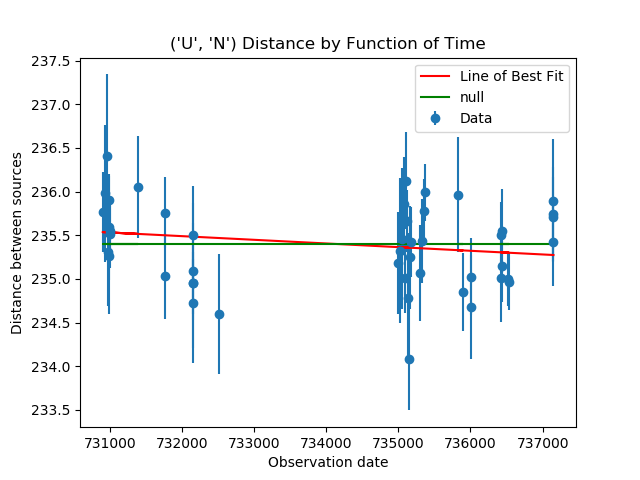 ('U', 'N') Distance by Function of Time
237.5
237.0
236.5
236.0
235.5
235.0
234.5
234.0
233.5
Distance between sources
Line of Best Fit
null
Data
731000 732000 733000 734000 735000 736000 737000
Observation date